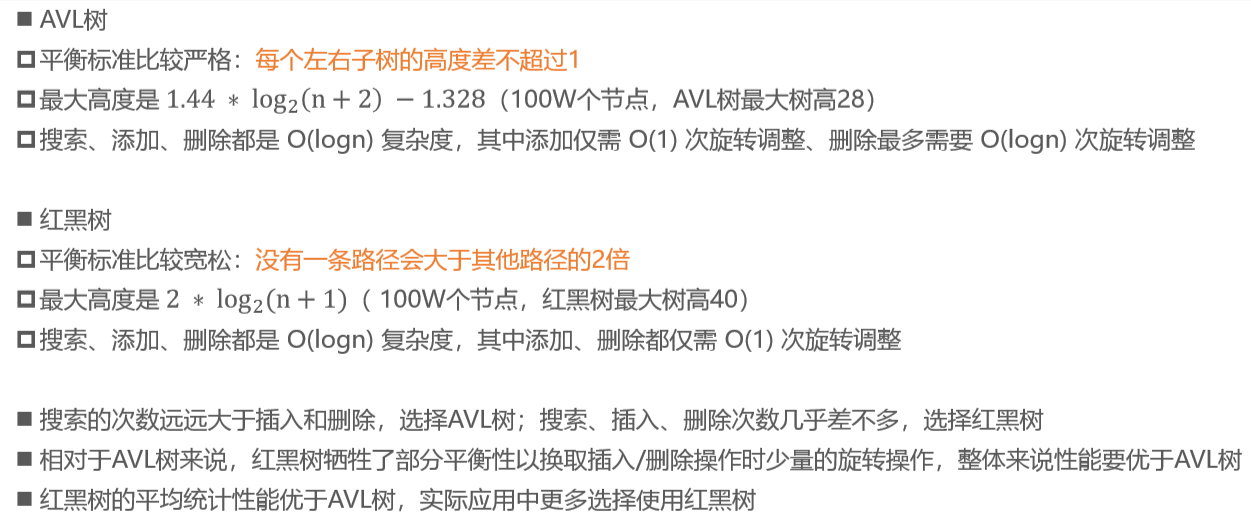 ■ AVL树
□ 平衡标准比较严格：每个左右子树的高度差不超过1
□ 最大高度是 1.44 ∗ log₂(n + 2) − 1.328（100W个节点，AVL树最大树高28）
□ 搜索、添加、删除都是 O(logn) 复杂度，其中添加仅需 O(1) 次旋转调整、删除最多需要 O(logn) 次旋转调整
■ 红黑树
□ 平衡标准比较宽松：没有一条路径会大于其他路径的2倍
□ 最大高度是 2 ∗ log₂(n + 1)（ 100W个节点，红黑树最大树高40）
□ 搜索、添加、删除都是 O(logn) 复杂度，其中添加、删除都仅需 O(1) 次旋转调整
■ 搜索的次数远远大于插入和删除，选择AVL树；搜索、插入、删除次数几乎差不多，选择红黑树
■ 相对于AVL树来说，红黑树牺牲了部分平衡性以换取插入/删除操作时少量的旋转操作，整体来说性能要优于AVL树
■ 红黑树的平均统计性能优于AVL树，实际应用中更多选择使用红黑树